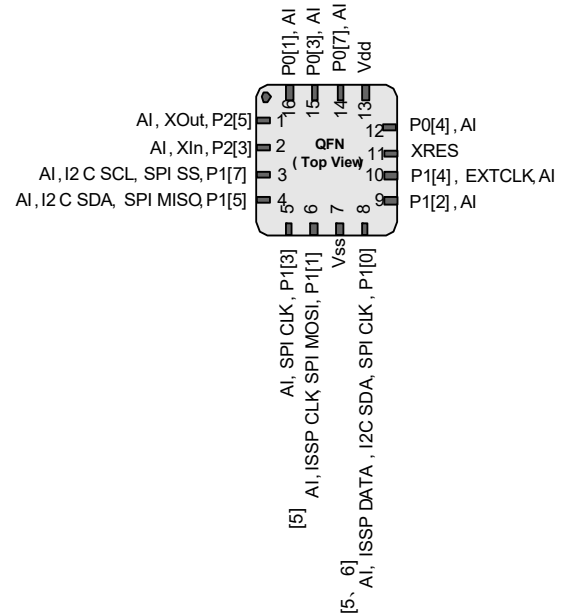 P0[1], AI
P0[3], AI
P0[7], AI
Vdd
16
15
14
13
AI, XOut, P2[5]
1
AI, XIn, P2[3]
2
AI, I2 C SCL, SPI SS, P1[7]
3
AI, I2 C SDA, SPI MISO, P1[5]
4
QFN
( Top View)
12
P0[4], AI
11
XRES
10
P1[4], EXTCLK, AI
9
P1[2], AI
5
6
7
8
AI, SPI CLK, P1[3]
[5] AI, ISSP CLK, SPI MOSI, P1[1]
Vss
[5、 6] AI, ISSP DATA, I2C SDA, SPI CLK, P1[0]